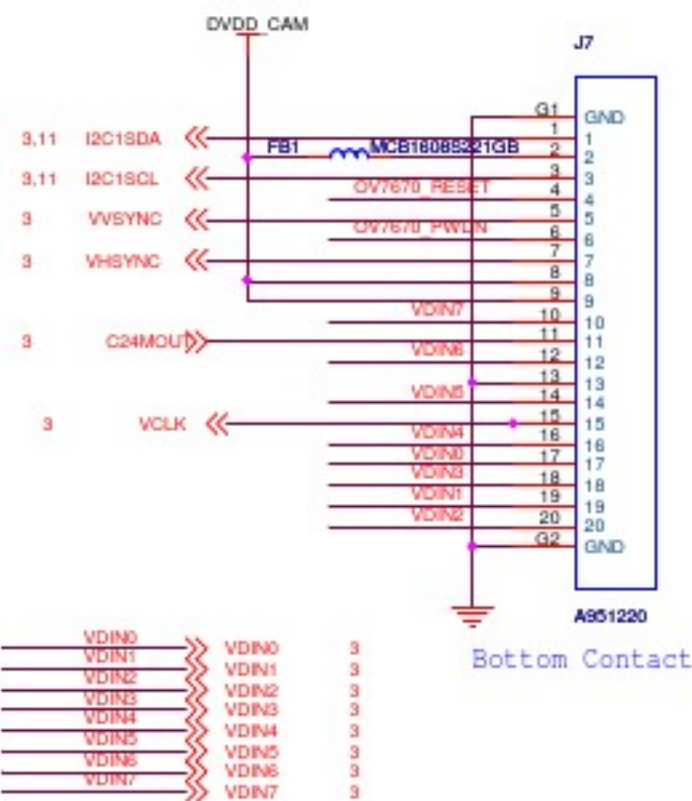 DVDD_CAM
J7
G1 GND
3,11 I2C1SDA 1 1
FB1 MCB1608S221GB 2 2
3,11 I2C1SCL 3 3
OV7670_RESET 4 4
3 VVSYNC 5 5
OV7670_PWDN 6 6
3 VHSYNC 7 7
8 8
9 9
VDIN7 10 10
3 C24MOUT 11 11
VDIN6 12 12
13 13
VDIN5 14 14
3 VCLK 15 15
VDIN4 16 16
VDIN0 17 17
VDIN3 18 18
VDIN1 19 19
VDIN2 20 20
G2 GND
A951220
Bottom Contact
VDIN0 VDIN0 3
VDIN1 VDIN1 3
VDIN2 VDIN2 3
VDIN3 VDIN3 3
VDIN4 VDIN4 3
VDIN5 VDIN5 3
VDIN6 VDIN6 3
VDIN7 VDIN7 3